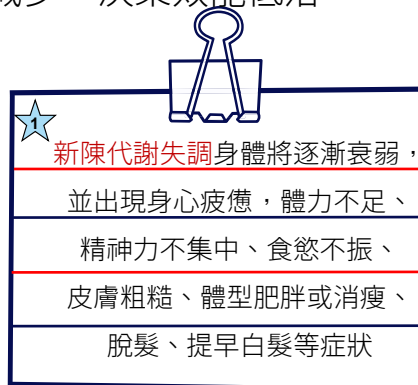 1
新陳代謝失調身體將逐漸衰弱，
並出現身心疲憊，體力不足、
精神力不集中、食慾不振、
皮膚粗糙、體型肥胖或消瘦、
脫髮、提早白髮等症狀